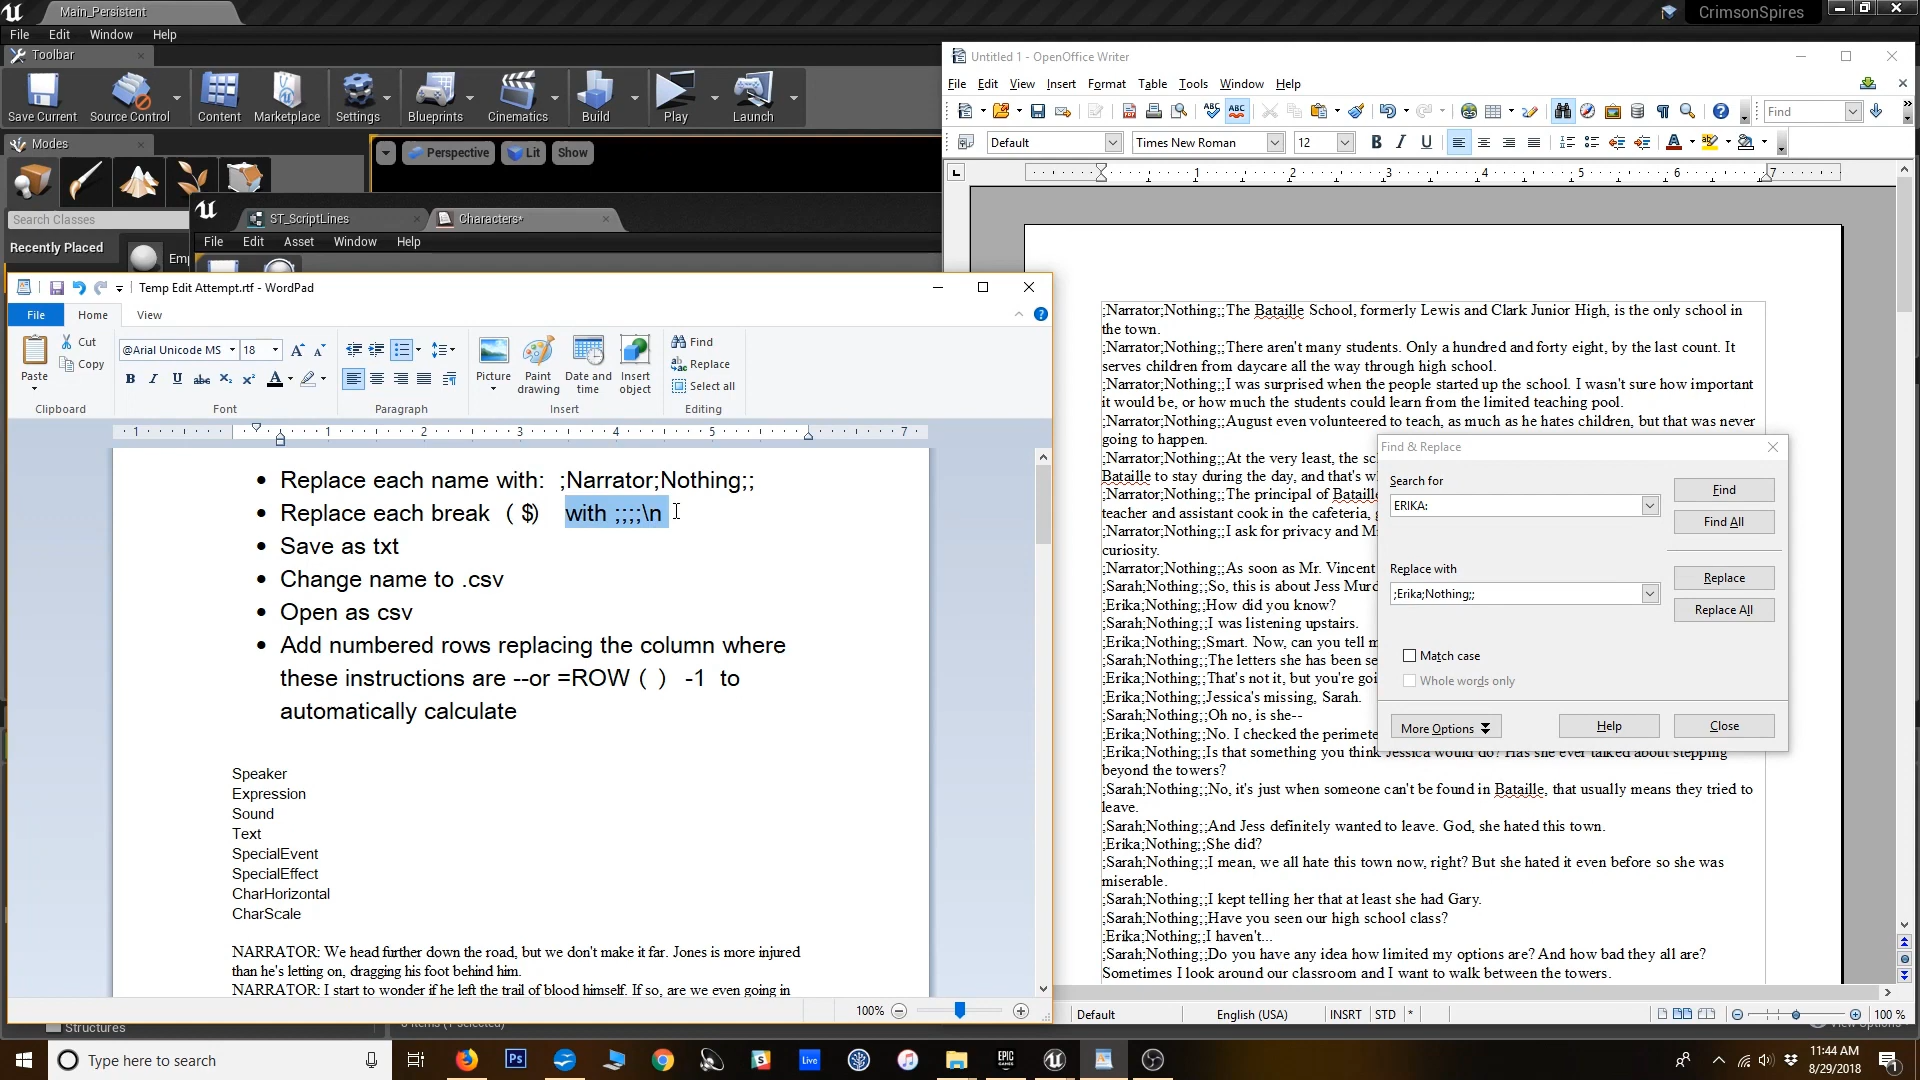 Main_Persistent
CrimsonSpires
File Edit Window Help
Toolbar
Save Current
Source Control
Content
Marketplace
Settings
Blueprints
Cinematics
Build
Play
Launch
Modes
Perspective
Lit
Show
Search Classes
Recently Placed
ST_ScriptLines
Characters*
File Edit Asset Window Help
Structures
Temp Edit Attempt.rtf - WordPad
File Home View
Paste
Cut
Copy
Clipboard
@Arial Unicode MS 18
B I U abc X₂ X² A
Font
Paragraph
Picture
Paint drawing
Date and time
Insert object
Insert
Find
Replace
Select all
Editing
1 1 2 3 4 5 7
• Replace each name with: ;Narrator;Nothing;;
• Replace each break ( $) with ;;;;\n
• Save as txt
• Change name to .csv
• Open as csv
• Add numbered rows replacing the column where
these instructions are --or =ROW ( ) -1 to
automatically calculate
Speaker
Expression
Sound
Text
SpecialEvent
SpecialEffect
CharHorizontal
CharScale
NARRATOR: We head further down the road, but we don't make it far. Jones is more injured
than he's letting on, dragging his foot behind him.
NARRATOR: I start to wonder if he left the trail of blood himself. If so, are we even going in
100%
Untitled 1 - OpenOffice Writer
File Edit View Insert Format Table Tools Window Help
Find
Default
Times New Roman
12
B I U
1 2 3 4 5 6 7
;Narrator;Nothing;;The Bataille School, formerly Lewis and Clark Junior High, is the only school in
the town.
;Narrator;Nothing;;There aren't many students. Only a hundred and forty eight, by the last count. It
serves children from daycare all the way through high school.
;Narrator;Nothing;;I was surprised when the people started up the school. I wasn't sure how important
it would be, or how much the students could learn from the limited teaching pool.
;Narrator;Nothing;;August even volunteered to teach, as much as he hates children, but that was never
going to happen.
;Narrator;Nothing;;At the very least, the
Bataille to stay during the day, and that's
;Narrator;Nothing;;The principal of
teacher and assistant cook in the cafeteria,
;Narrator;Nothing;;I ask for privacy and
curiosity.
;Narrator;Nothing;;As soon as Mr. Vincent
;Sarah;Nothing;;So, this is about Jess
;Erika;Nothing;;How did you know?
;Sarah;Nothing;;I was listening upstairs.
;Erika;Nothing;;Smart. Now, can you tell
;Sarah;Nothing;;The letters she has been
;Erika;Nothing;;That's not it, but you're
;Erika;Nothing;;Jessica's missing, Sarah.
;Sarah;Nothing;;Oh no, is she--
;Erika;Nothing;;No. I checked the
;Erika;Nothing;;Is that something you think Jessica would do? Has she ever talked about stepping
beyond the towers?
;Sarah;Nothing;;No, it's just when someone can't be found in Bataille, that usually means they tried to
leave.
;Sarah;Nothing;;And Jess definitely wanted to leave. God, she hated this town.
;Erika;Nothing;;She did?
;Sarah;Nothing;;I mean, we all hate this town now, right? But she hated it even before so she was
miserable.
;Sarah;Nothing;;I kept telling her that at least she had Gary.
;Sarah;Nothing;;Have you seen our high school class?
;Erika;Nothing;;I haven't...
;Sarah;Nothing;;Do you have any idea how limited my options are? And how bad they all are?
Sometimes I look around our classroom and I want to walk between the towers.
Find & Replace
Search for
ERIKA:
Replace with
;Erika;Nothing;;
Find
Find All
Replace
Replace All
Match case
Whole words only
More Options
Help
Close
Default
English (USA)
INSRT STD *
100 %
View Options
Type here to search
11:44 AM
8/29/2018